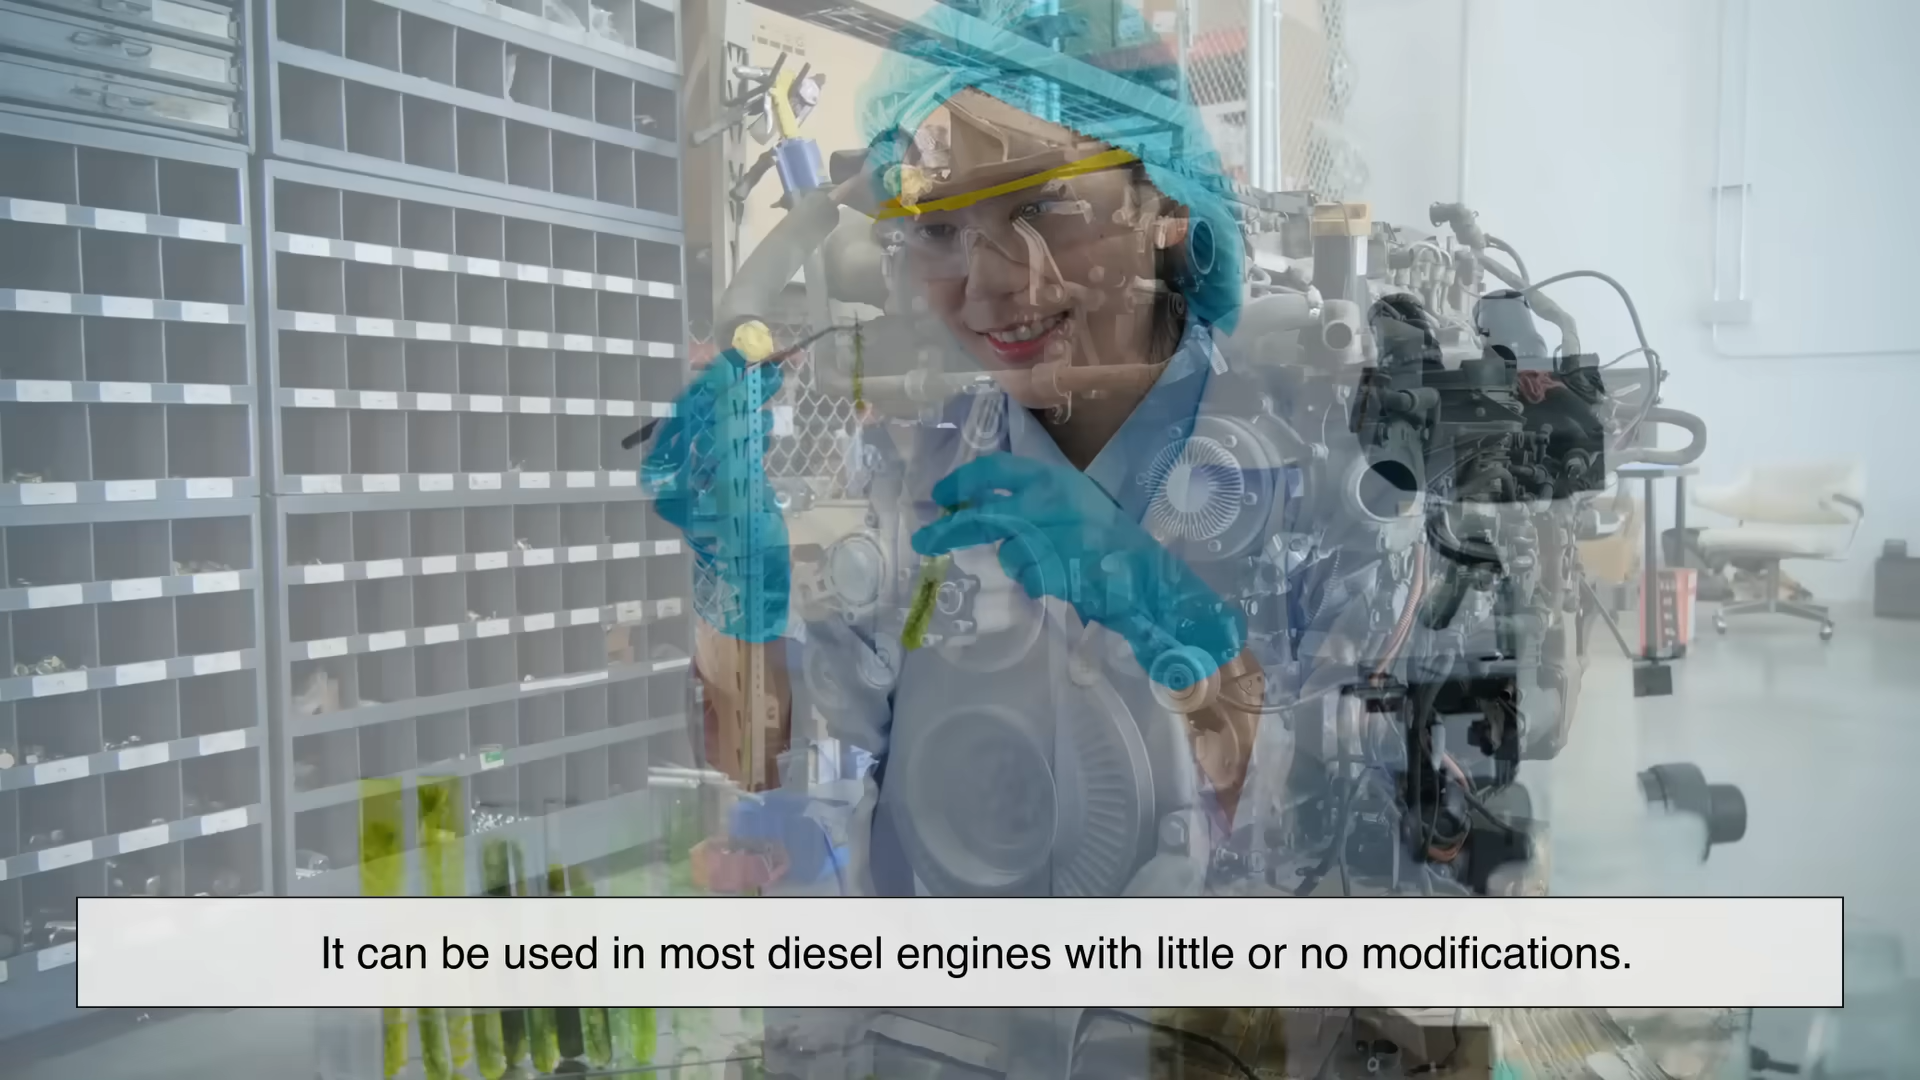 It can be used in most diesel engines with little or no modifications.